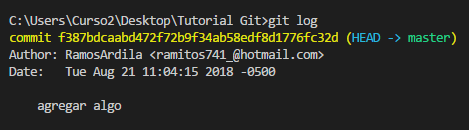 C:\Users\Curso2\Desktop\Tutorial Git>git log
commit f387bdcaabd472f72b9f34ab58edf8d1776fc32d (HEAD -> master)
Author: RamosArdila <ramitos741_@hotmail.com>
Date:   Tue Aug 21 11:04:15 2018 -0500
    agregar algo